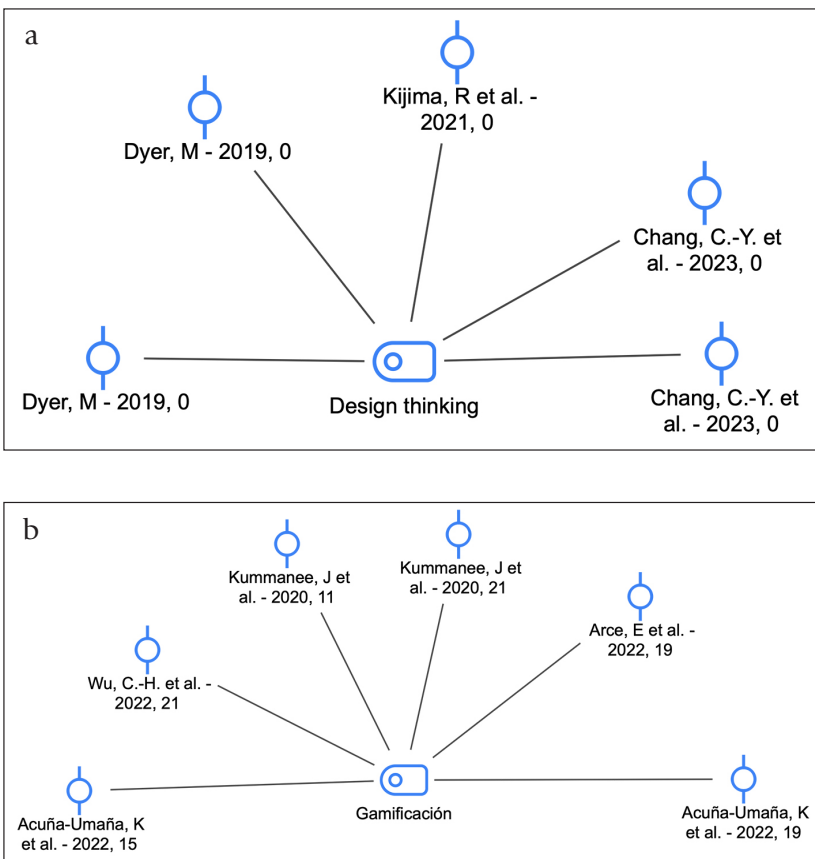 a
Kijima, R et al. -
2021, 0
Dyer, M - 2019, 0
Chang, C.-Y. et
al. - 2023, 0
Dyer, M - 2019, 0
Design thinking
Chang, C.-Y. et
al. - 2023, 0
b
Kummanee, J et
al. - 2020, 11
Kummanee, J et
al. - 2020, 21
Arce, E et al. -
2022, 19
Wu, C.-H. et al. -
2022, 21
Acuña-Umaña, K
et al. - 2022, 15
Gamificación
Acuña-Umaña, K
et al. - 2022, 19